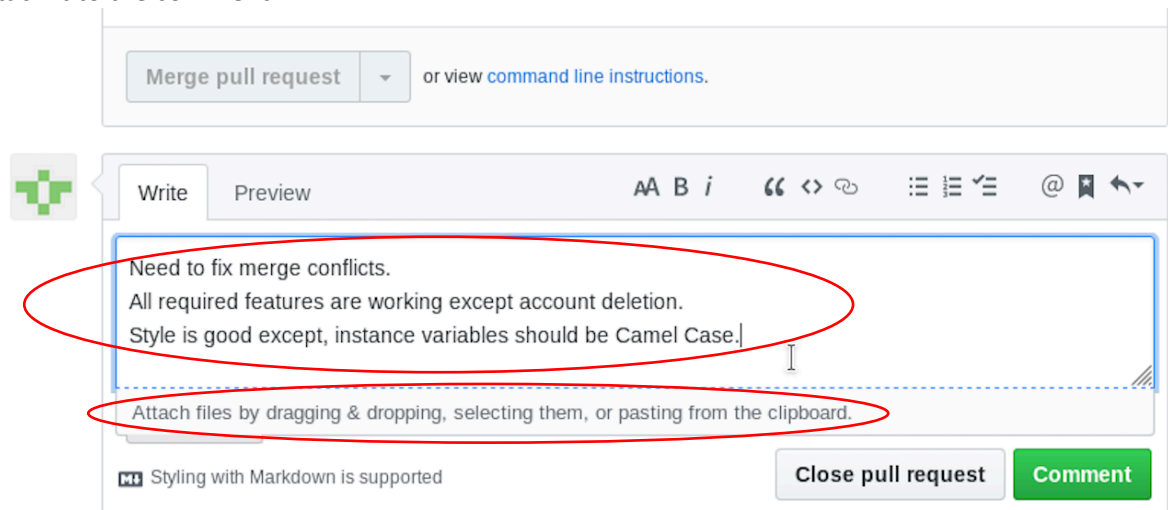 Merge pull request
or view command line instructions.
Write Preview AA B i @
Need to fix merge conflicts.
All required features are working except account deletion.
Style is good except, instance variables should be Camel Case.
Attach files by dragging & dropping, selecting them, or pasting from the clipboard.
Styling with Markdown is supported
Close pull request
Comment